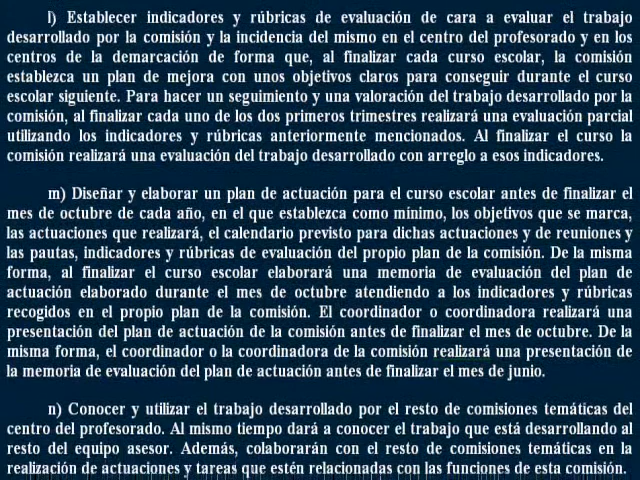 l) Establecer indicadores y rúbricas de evaluación de cara a evaluar el trabajo
desarrollado por la comisión y la incidencia del mismo en el centro del profesorado y en los
centros de la demarcación de forma que, al finalizar cada curso escolar, la comisión
establezca un plan de mejora con unos objetivos claros para conseguir durante el curso
escolar siguiente. Para hacer un seguimiento y una valoración del trabajo desarrollado por la
comisión, al finalizar cada uno de los dos primeros trimestres realizará una evaluación parcial
utilizando los indicadores y rúbricas anteriormente mencionados. Al finalizar el curso la
comisión realizará una evaluación del trabajo desarrollado con arreglo a esos indicadores.
m) Diseñar y elaborar un plan de actuación para el curso escolar antes de finalizar el
mes de octubre de cada año, en el que establezca como mínimo, los objetivos que se marca,
las actuaciones que realizará, el calendario previsto para dichas actuaciones y de reuniones y
las pautas, indicadores y rúbricas de evaluación del propio plan de la comisión. De la misma
forma, al finalizar el curso escolar elaborará una memoria de evaluación del plan de
actuación elaborado durante el mes de octubre atendiendo a los indicadores y rúbricas
recogidos en el propio plan de la comisión. El coordinador o coordinadora realizará una
presentación del plan de actuación de la comisión antes de finalizar el mes de octubre. De la
misma forma, el coordinador o la coordinadora de la comisión realizará una presentación de
la memoria de evaluación del plan de actuación antes de finalizar el mes de junio.
n) Conocer y utilizar el trabajo desarrollado por el resto de comisiones temáticas del
centro del profesorado. Al mismo tiempo dará a conocer el trabajo que está desarrollando al
resto del equipo asesor. Además, colaborarán con el resto de comisiones temáticas en la
realización de actuaciones y tareas que estén relacionadas con las funciones de esta comisión.